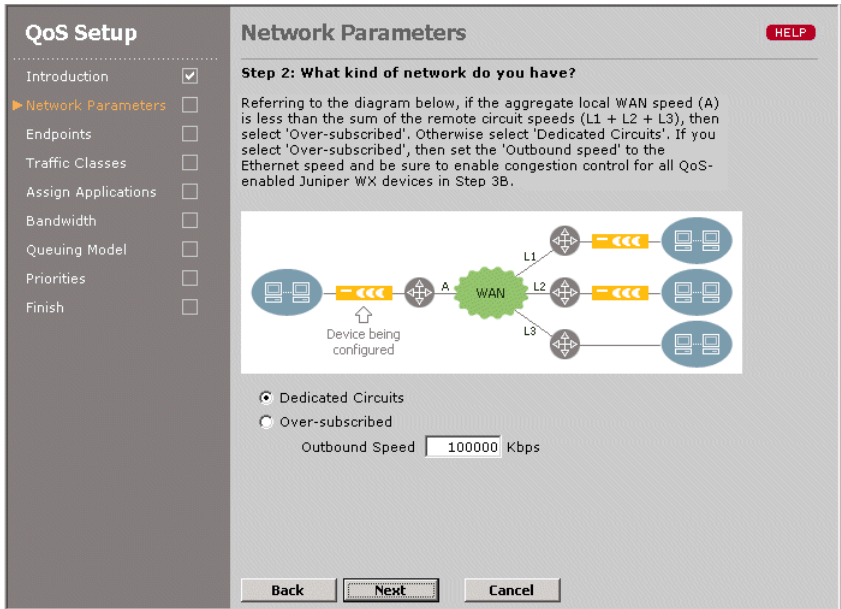 QoS Setup
Introduction
Network Parameters
Endpoints
Traffic Classes
Assign Applications
Bandwidth
Queuing Model
Priorities
Finish
Network Parameters
HELP
Step 2: What kind of network do you have?
Referring to the diagram below, if the aggregate local WAN speed (A)
is less than the sum of the remote circuit speeds (L1 + L2 + L3), then
select 'Over-subscribed'. Otherwise select 'Dedicated Circuits'. If you
select 'Over-subscribed', then set the 'Outbound speed' to the
Ethernet speed and be sure to enable congestion control for all QoS-
enabled Juniper WX devices in Step 3B.
L1
A
WAN
L2
L3
Device being
configured
Dedicated Circuits
Over-subscribed
Outbound Speed 100000 Kbps
Back Next Cancel